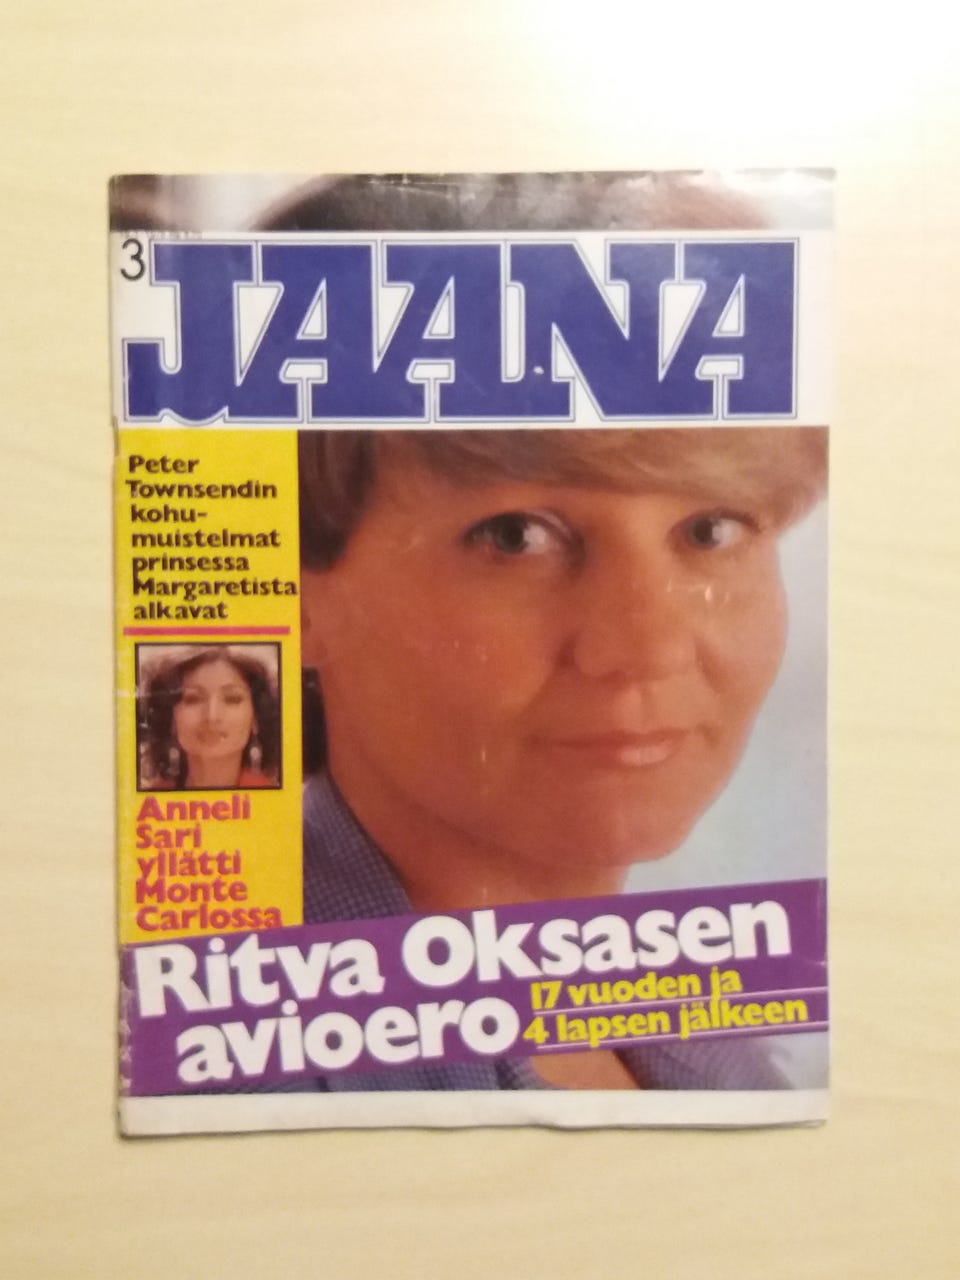 3
JAANA
Peter
Townsendin
kohu-
muistelmat
prinsessa
Margaretista
alkavat
Anneli
Sari
yllätti
Monte
Carlossa
Ritva Oksasen
avioero
17 vuoden ja
4 lapsen jälkeen